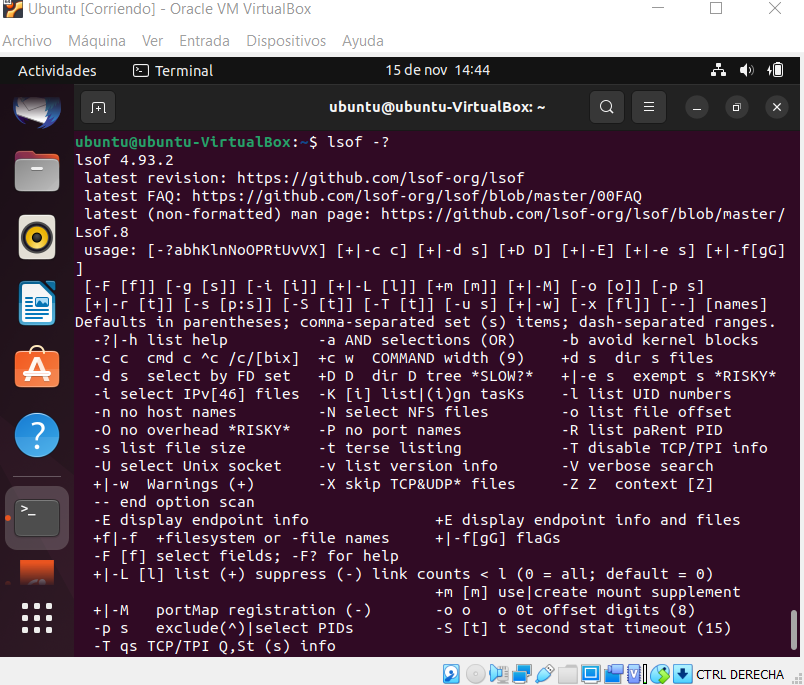 Ubuntu [Corriendo] - Oracle VM VirtualBox
Archivo Máquina Ver Entrada Dispositivos Ayuda
Actividades Terminal 15 de nov 14:44
ubuntu@ubuntu-VirtualBox: ~
ubuntu@ubuntu-VirtualBox:~$ lsof -?
lsof 4.93.2
 latest revision: https://github.com/lsof-org/lsof
 latest FAQ: https://github.com/lsof-org/lsof/blob/master/00FAQ
 latest (non-formatted) man page: https://github.com/lsof-org/lsof/blob/master/
Lsof.8
 usage: [-?abhKlnNoOPRtUvVX] [+|-c c] [+|-d s] [+D D] [+|-E] [+|-e s] [+|-f[gG]
]
 [-F [f]] [-g [s]] [-i [i]] [+|-L [l]] [+m [m]] [+|-M] [-o [o]] [-p s]
 [+|-r [t]] [-s [p:s]] [-S [t]] [-T [t]] [-u s] [+|-w] [-x [fl]] [--] [names]
Defaults in parentheses; comma-separated set (s) items; dash-separated ranges.
  -?|-h list help          -a AND selections (OR)     -b avoid kernel blocks
  -c c  cmd c ^c /c/[bix]  +c w  COMMAND width (9)    +d s  dir s files
  -d s  select by FD set   +D D  dir D tree *SLOW?*   +|-e s  exempt s *RISKY*
  -i select IPv[46] files  -K [i] list|(i)gn tasKs    -l list UID numbers
  -n no host names         -N select NFS files        -o list file offset
  -O no overhead *RISKY*   -P no port names           -R list paRent PID
  -s list file size        -t terse listing           -T disable TCP/TPI info
  -U select Unix socket    -v list version info       -V verbose search
  +|-w  Warnings (+)       -X skip TCP&UDP* files     -Z Z  context [Z]
  -- end option scan
  -E display endpoint info              +E display endpoint info and files
  +f|-f  +filesystem or -file names     +|-f[gG] flaGs
  -F [f] select fields; -F? for help
  +|-L [l] list (+) suppress (-) link counts < l (0 = all; default = 0)
                                        +m [m] use|create mount supplement
  +|-M   portMap registration (-)       -o o   o 0t offset digits (8)
  -p s   exclude(^)|select PIDs         -S [t] t second stat timeout (15)
  -T qs TCP/TPI Q,St (s) info
CTRL DERECHA